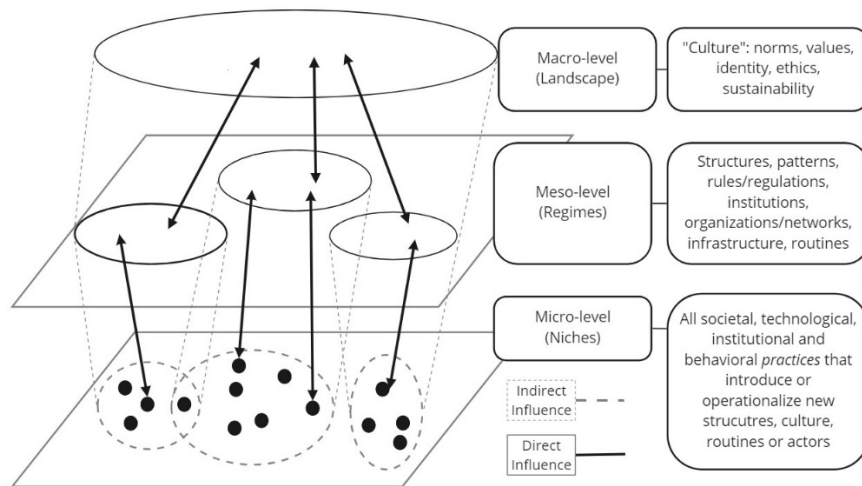 Macro-level
(Landscape)
"Culture": norms, values,
identity, ethics,
sustainability
Meso-level
(Regimes)
Structures, patterns,
rules/regulations,
institutions,
organizations/networks,
infrastructure, routines
Micro-level
(Niches)
All societal, technological,
institutional and
behavioral practices that
introduce or
operationalize new
strucutres, culture,
routines or actors
Indirect
Influence
Direct
Influence